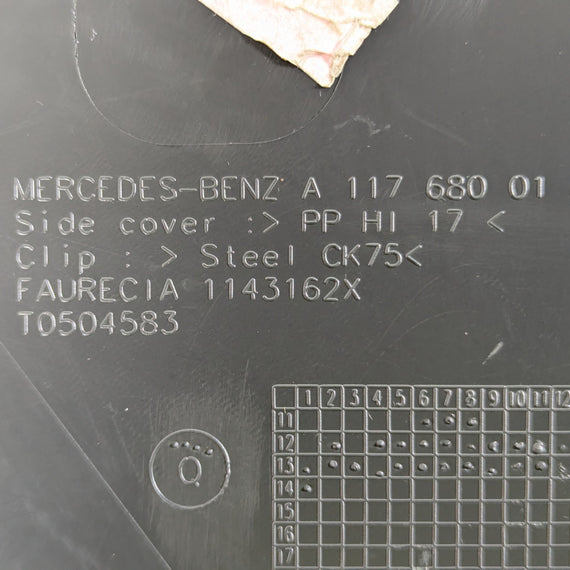 MERCEDES-BENZ A 117 680 01
Side cover :> PP HI 17 <
Clip : > Steel CK75<
FAURECIA 1143162X
T0504583
1 2 3 4 5 6 7 8 9 10 11 12
11
12
13
14
15
16
17
Q